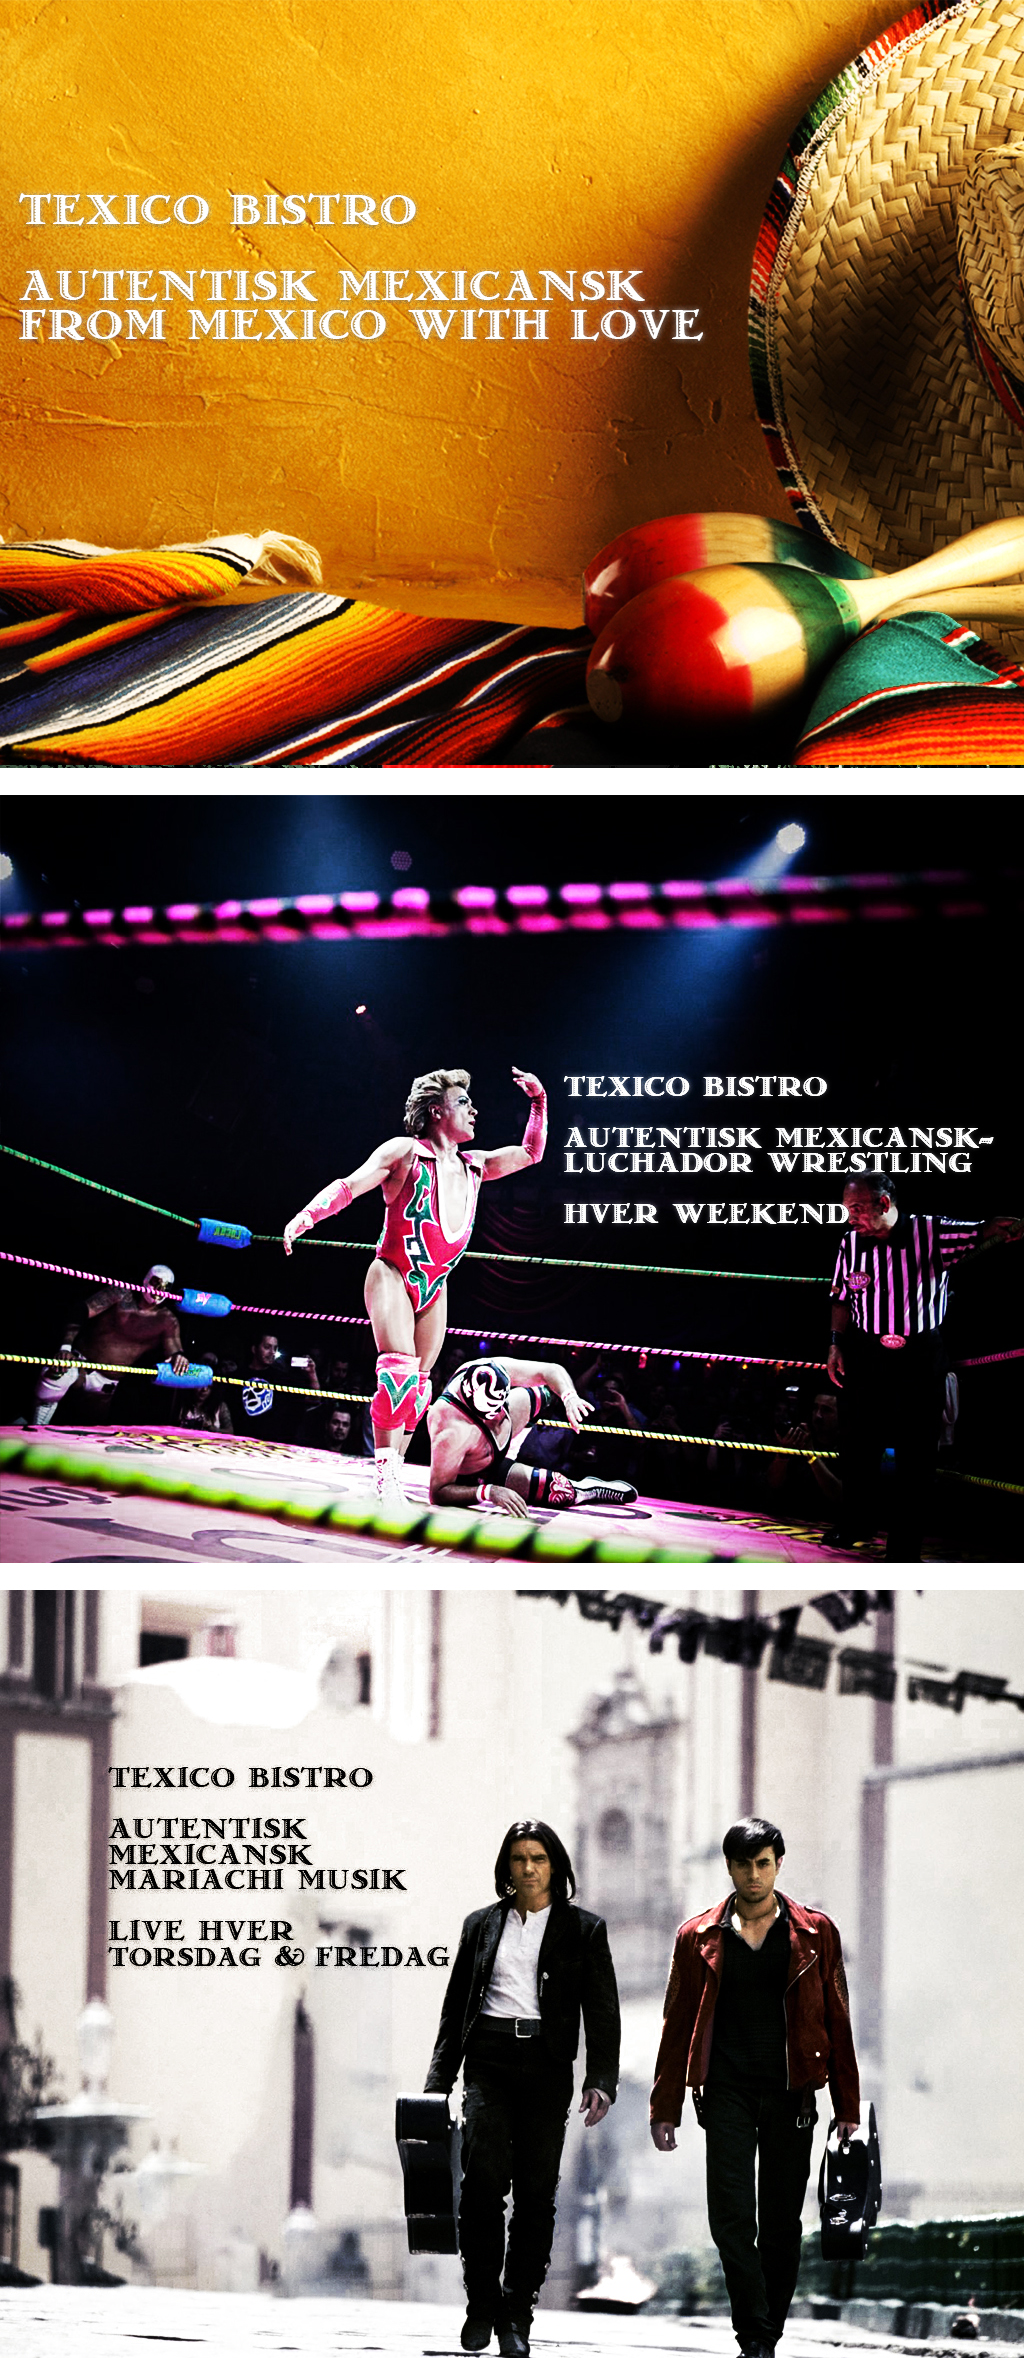 TEXICO BISTRO
AUTENTISK MEXICANSK
FROM MEXICO WITH LOVE
TEXICO BISTRO
AUTENTISK MEXICANSK-
LUCHADOR WRESTLING
HVER WEEKEND
TEXICO BISTRO
AUTENTISK
MEXICANSK
MARIACHI MUSIK
LIVE HVER
TORSDAG & FREDAG